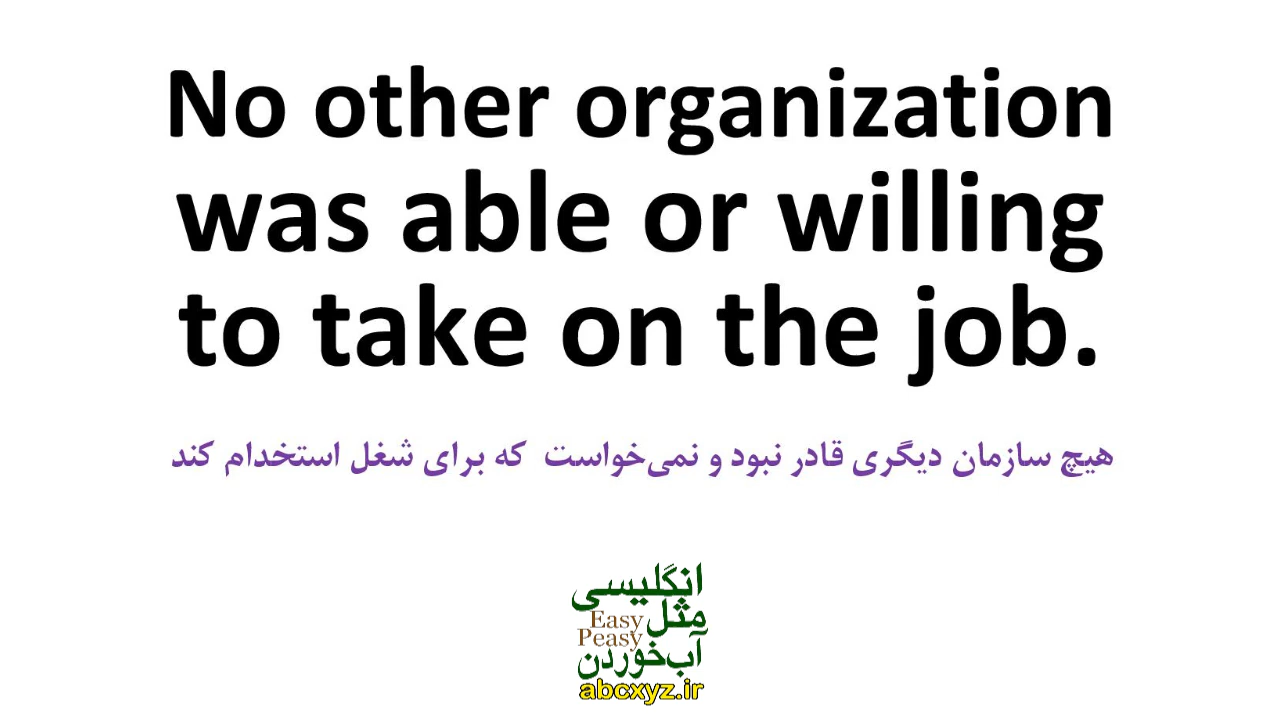 No other organization
was able or willing
to take on the job.
هیچ سازمان دیگری قادر نبود و نمی‌خواست که برای شغل استخدام کند
انگلیسی
مثل
Easy
Peasy
آب‌خوردن
abcxyz.ir